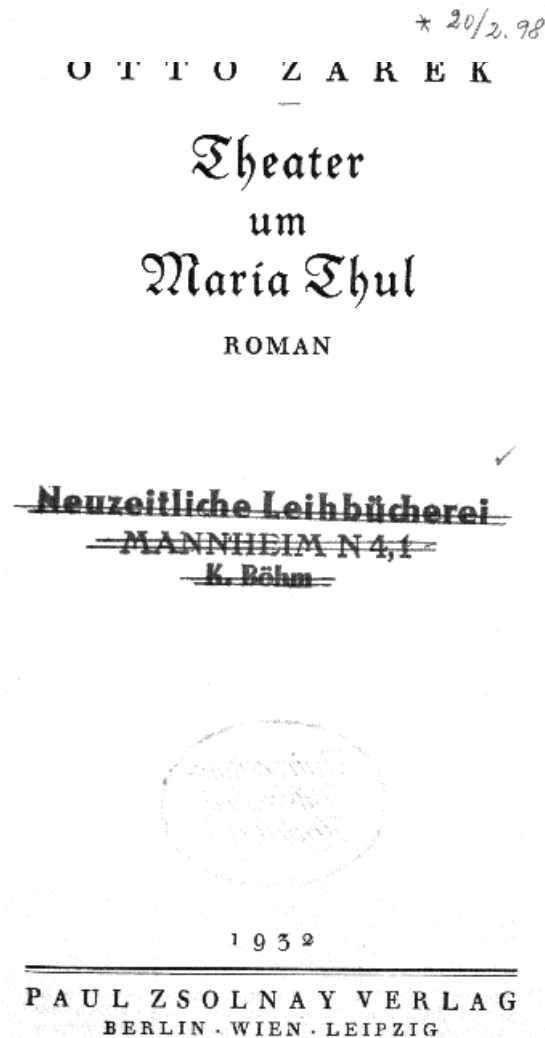 * 20/2. 98
OTTO ZAREK
Theater
um
Maria Thul
ROMAN
Neuzeitliche Leihbücherei
MANNHEIM N 4, 1
K. Böhm
1932
PAUL ZSOLNAY VERLAG
BERLIN · WIEN · LEIPZIG